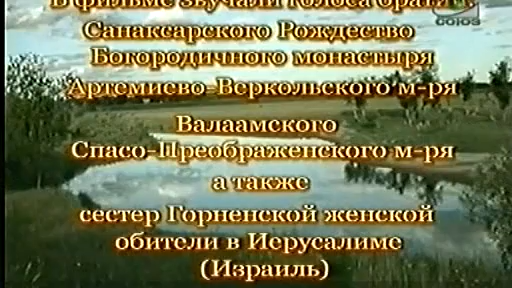 В фильме звучали голоса братии
СОЮЗ
Санаксарского Рождество
Богородичного монастыря
Артемиево-Веркольского м-ря
Валаамского
Спасо-Преображенского м-ря
а также
сестер Горненской женской
обители в Иерусалиме
(Израиль)